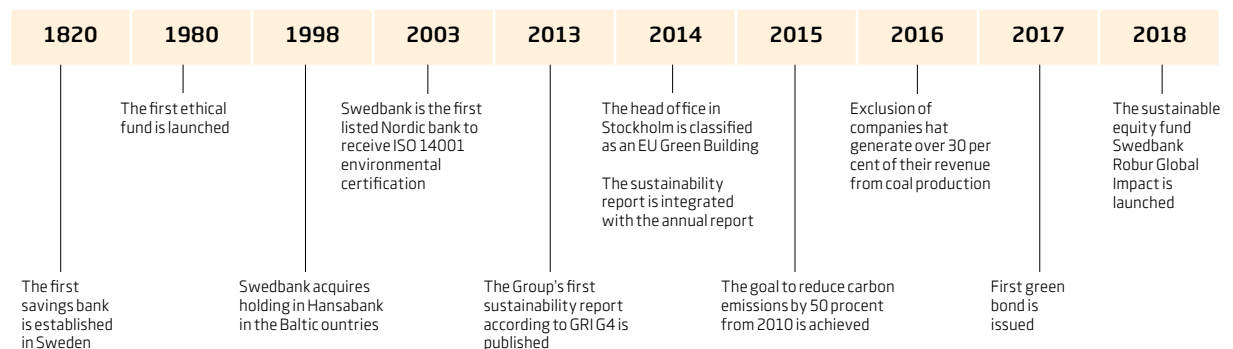 1820 1980 1998 2003 2013 2014 2015 2016 2017 2018
The first ethical
fund is launched
Swedbank is the first
listed Nordic bank to
receive ISO 14001
environmental
certification
The head office in
Stockholm is classified
as an EU Green Building
The sustainability
report is integrated
with the annual report
Exclusion of
companies hat
generate over 30 per
cent of their revenue
from coal production
The sustainable
equity fund
Swedbank
Robur Global
Impact is
launched
The first
savings bank
is established
in Sweden
Swedbank acquires
holding in Hansabank
in the Baltic ountries
The Group's first
sustainability report
according to GRI G4 is
published
The goal to reduce carbon
emissions by 50 procent
from 2010 is achieved
First green
bond is
issued